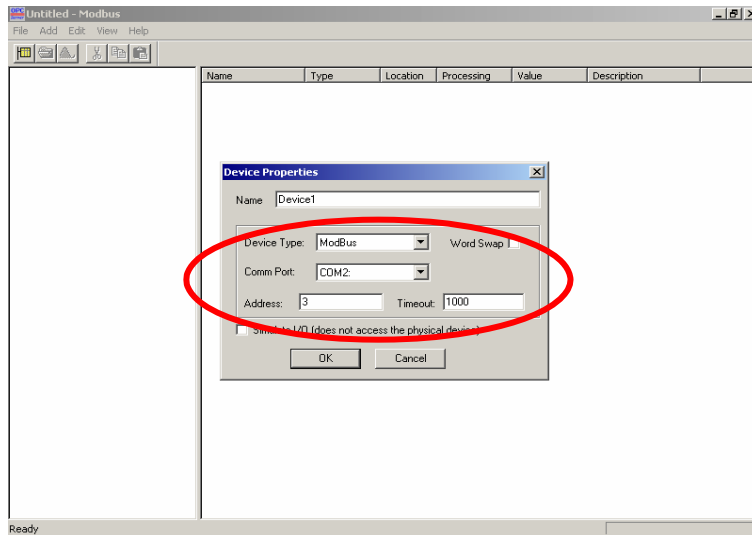 OPC Untitled - Modbus
File Add Edit View Help
Name Type Location Processing Value Description
Device Properties
Name Device1
Device Type: ModBus Word Swap
Comm Port: COM2:
Address: 3 Timeout: 1000
Simulate I/O (does not access the physical device)
OK Cancel
Ready